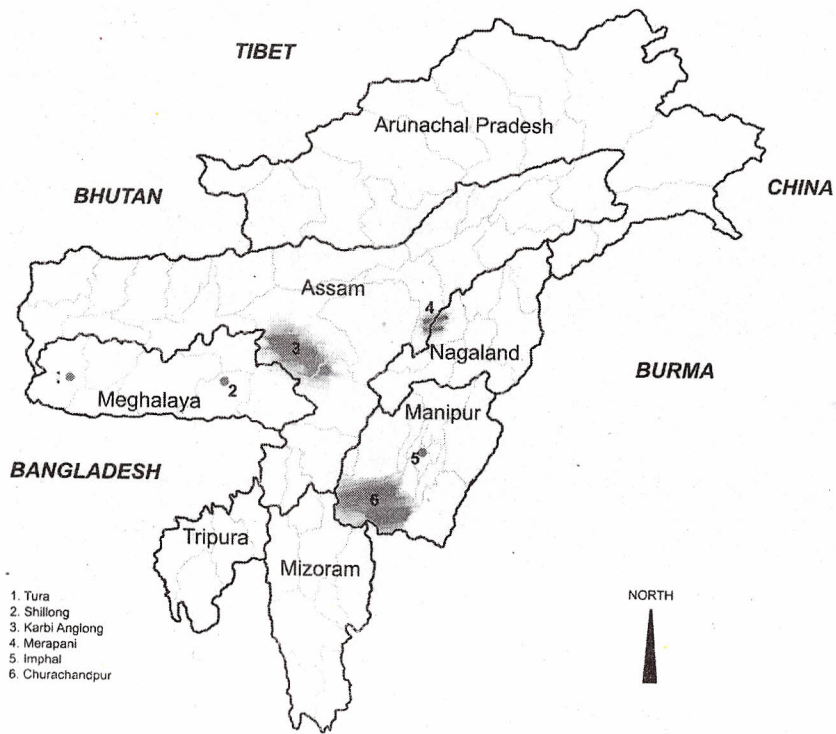 TIBET
Arunachal Pradesh
BHUTAN
CHINA
Assam
4
3
Nagaland
BURMA
1
2
Meghalaya
Manipur
5
BANGLADESH
6
Tripura
Mizoram
NORTH
1. Tura
2. Shillong
3. Karbi Anglong
4. Merapani
5. Imphal
6. Churachandpur